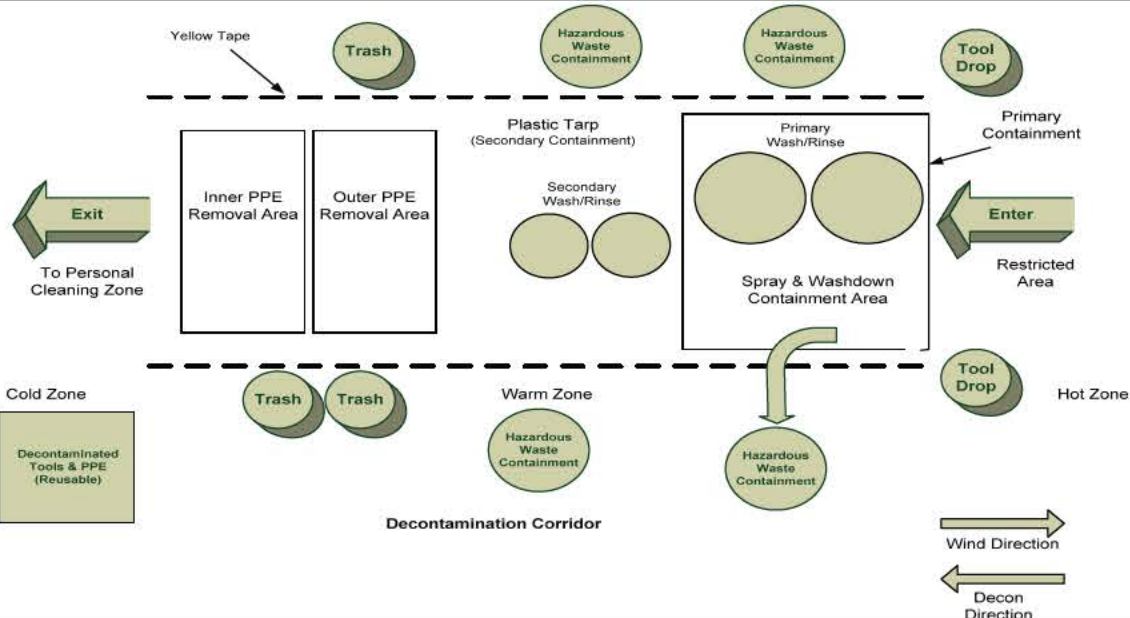 Yellow Tape
Trash
Hazardous
Waste
Containment
Hazardous
Waste
Containment
Tool
Drop
Plastic Tarp
(Secondary Containment)
Primary
Wash/Rinse
Primary
Containment
Inner PPE
Removal Area
Outer PPE
Removal Area
Secondary
Wash/Rinse
Exit
Enter
To Personal
Cleaning Zone
Spray & Washdown
Containment Area
Restricted
Area
Cold Zone
Trash
Trash
Warm Zone
Tool
Drop
Hot Zone
Decontaminated
Tools & PPE
(Reusable)
Hazardous
Waste
Containment
Hazardous
Waste
Containment
Decontamination Corridor
Wind Direction
Decon
Direction